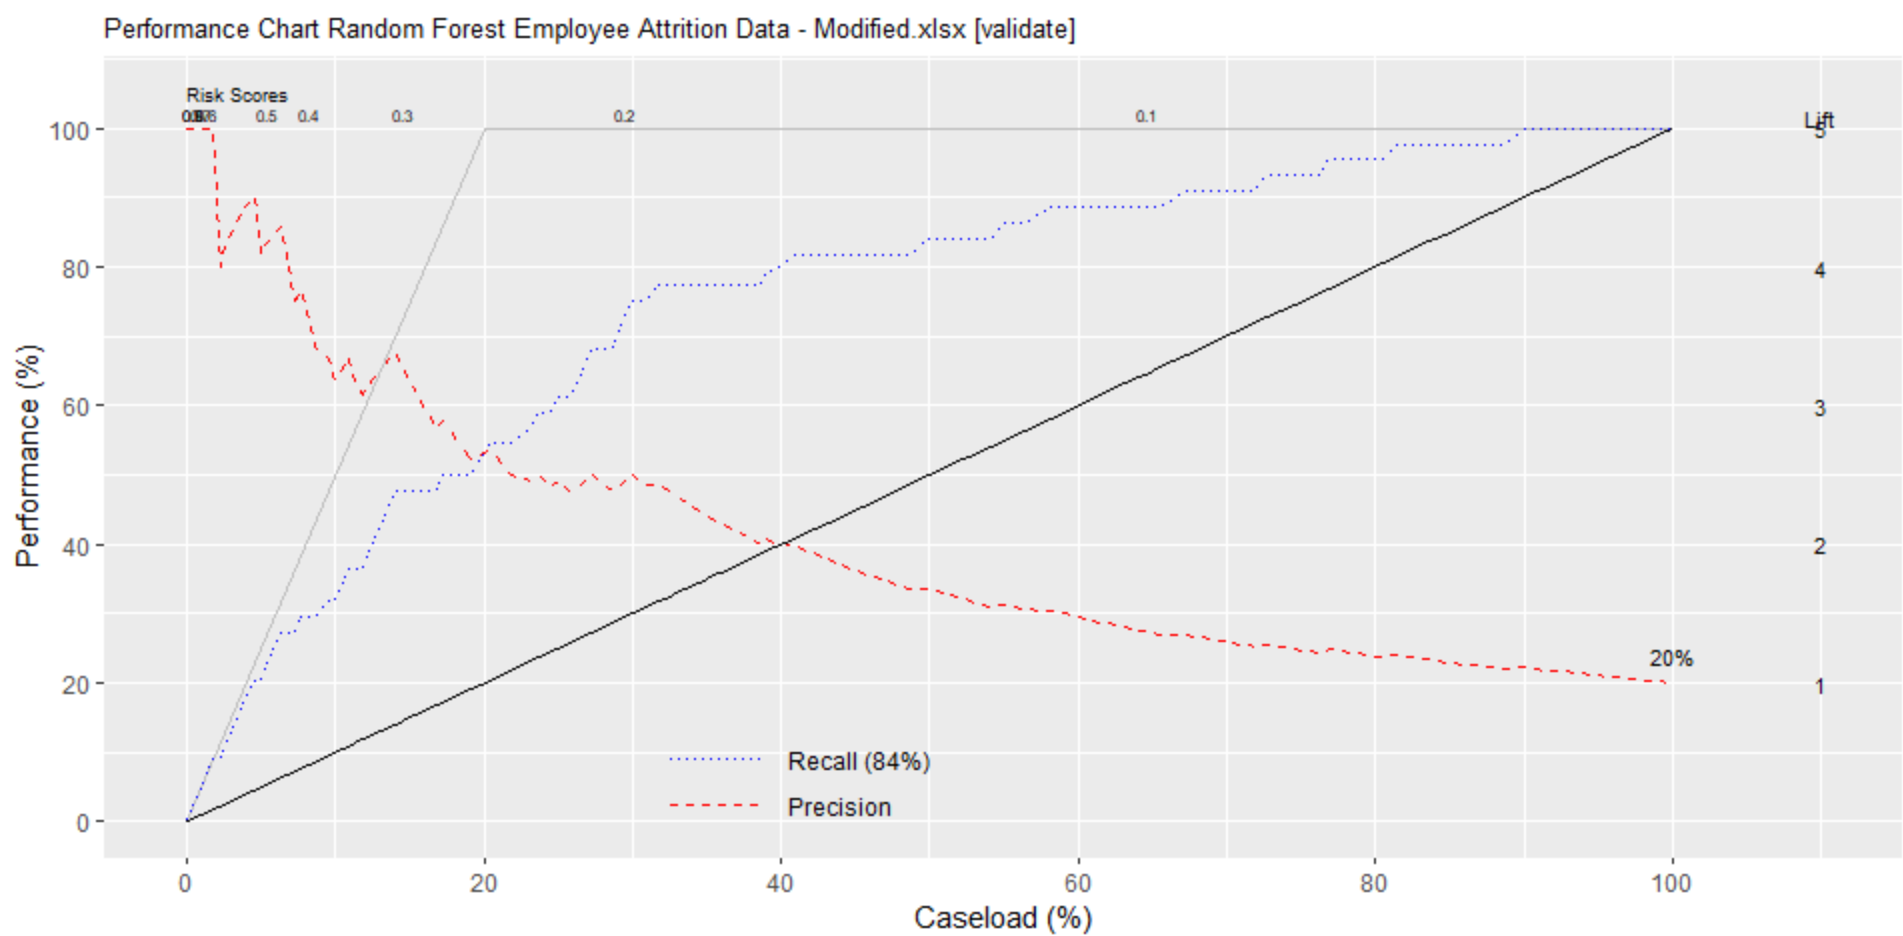 Performance Chart Random Forest Employee Attrition Data - Modified.xlsx [validate]
Risk Scores
0.5 0.4 0.3 0.2 0.1
Lift
100 5
80 4
60 3
40 2
20%
20 1
Recall (84%)
Precision
0
0 20 40 60 80 100
Caseload (%)
Performance (%)